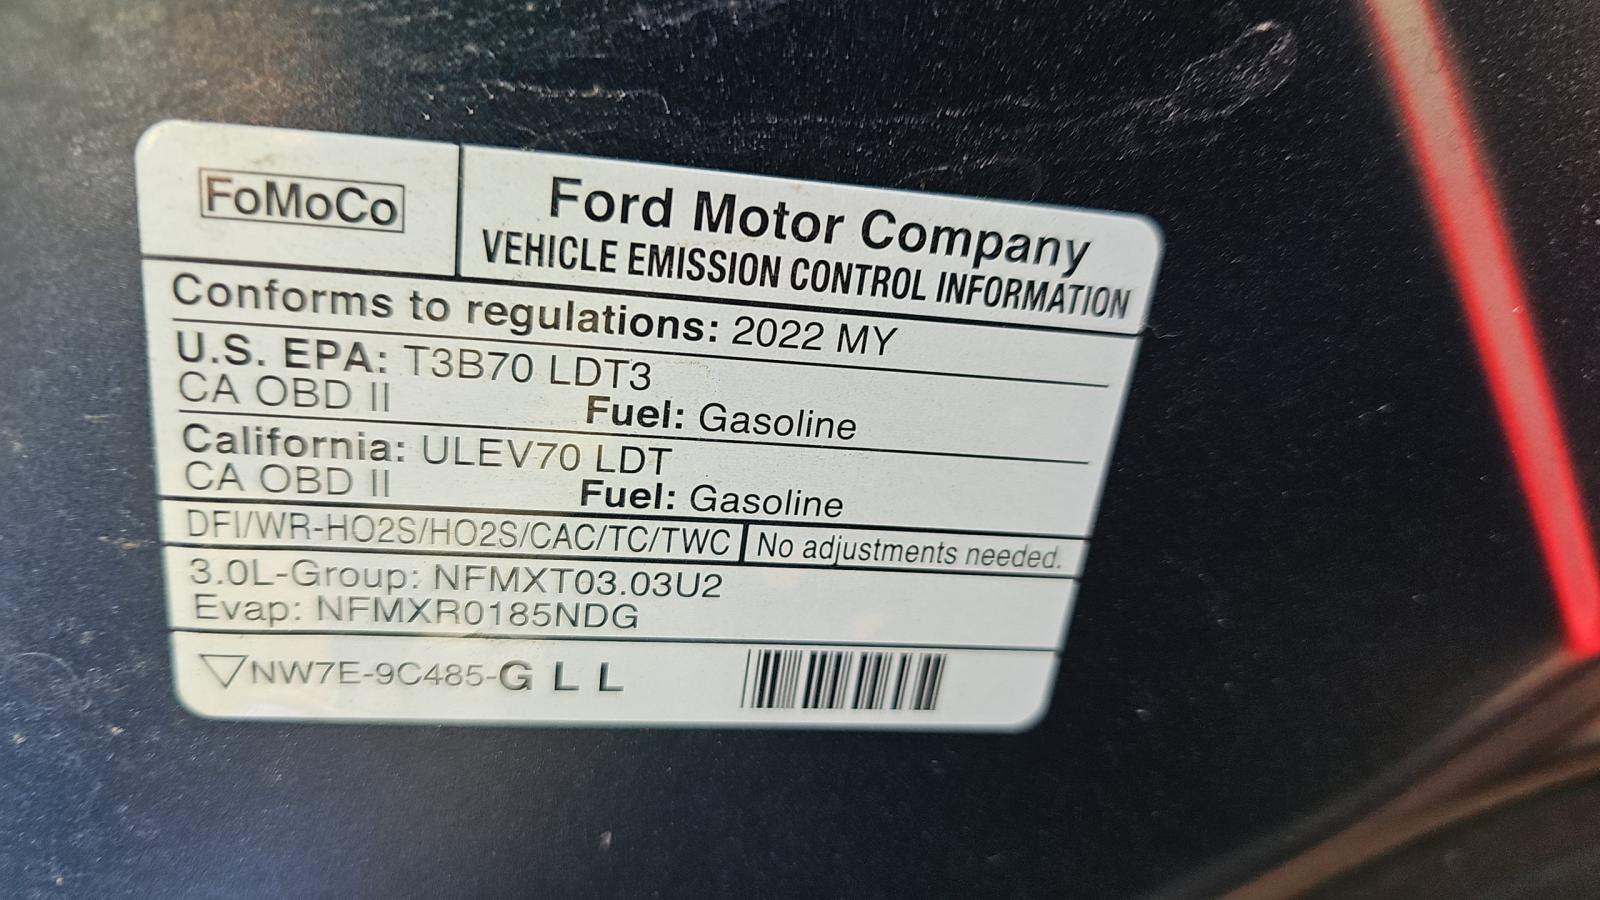 FoMoCo
Ford Motor Company
VEHICLE EMISSION CONTROL INFORMATION
Conforms to regulations: 2022 MY
U.S. EPA: T3B70 LDT3
CA OBD II Fuel: Gasoline
California: ULEV70 LDT
CA OBD II Fuel: Gasoline
DFI/WR-HO2S/HO2S/CAC/TC/TWC No adjustments needed.
3.0L-Group: NFMXT03.03U2
Evap: NFMXR0185NDG
NW7E-9C485-G L L